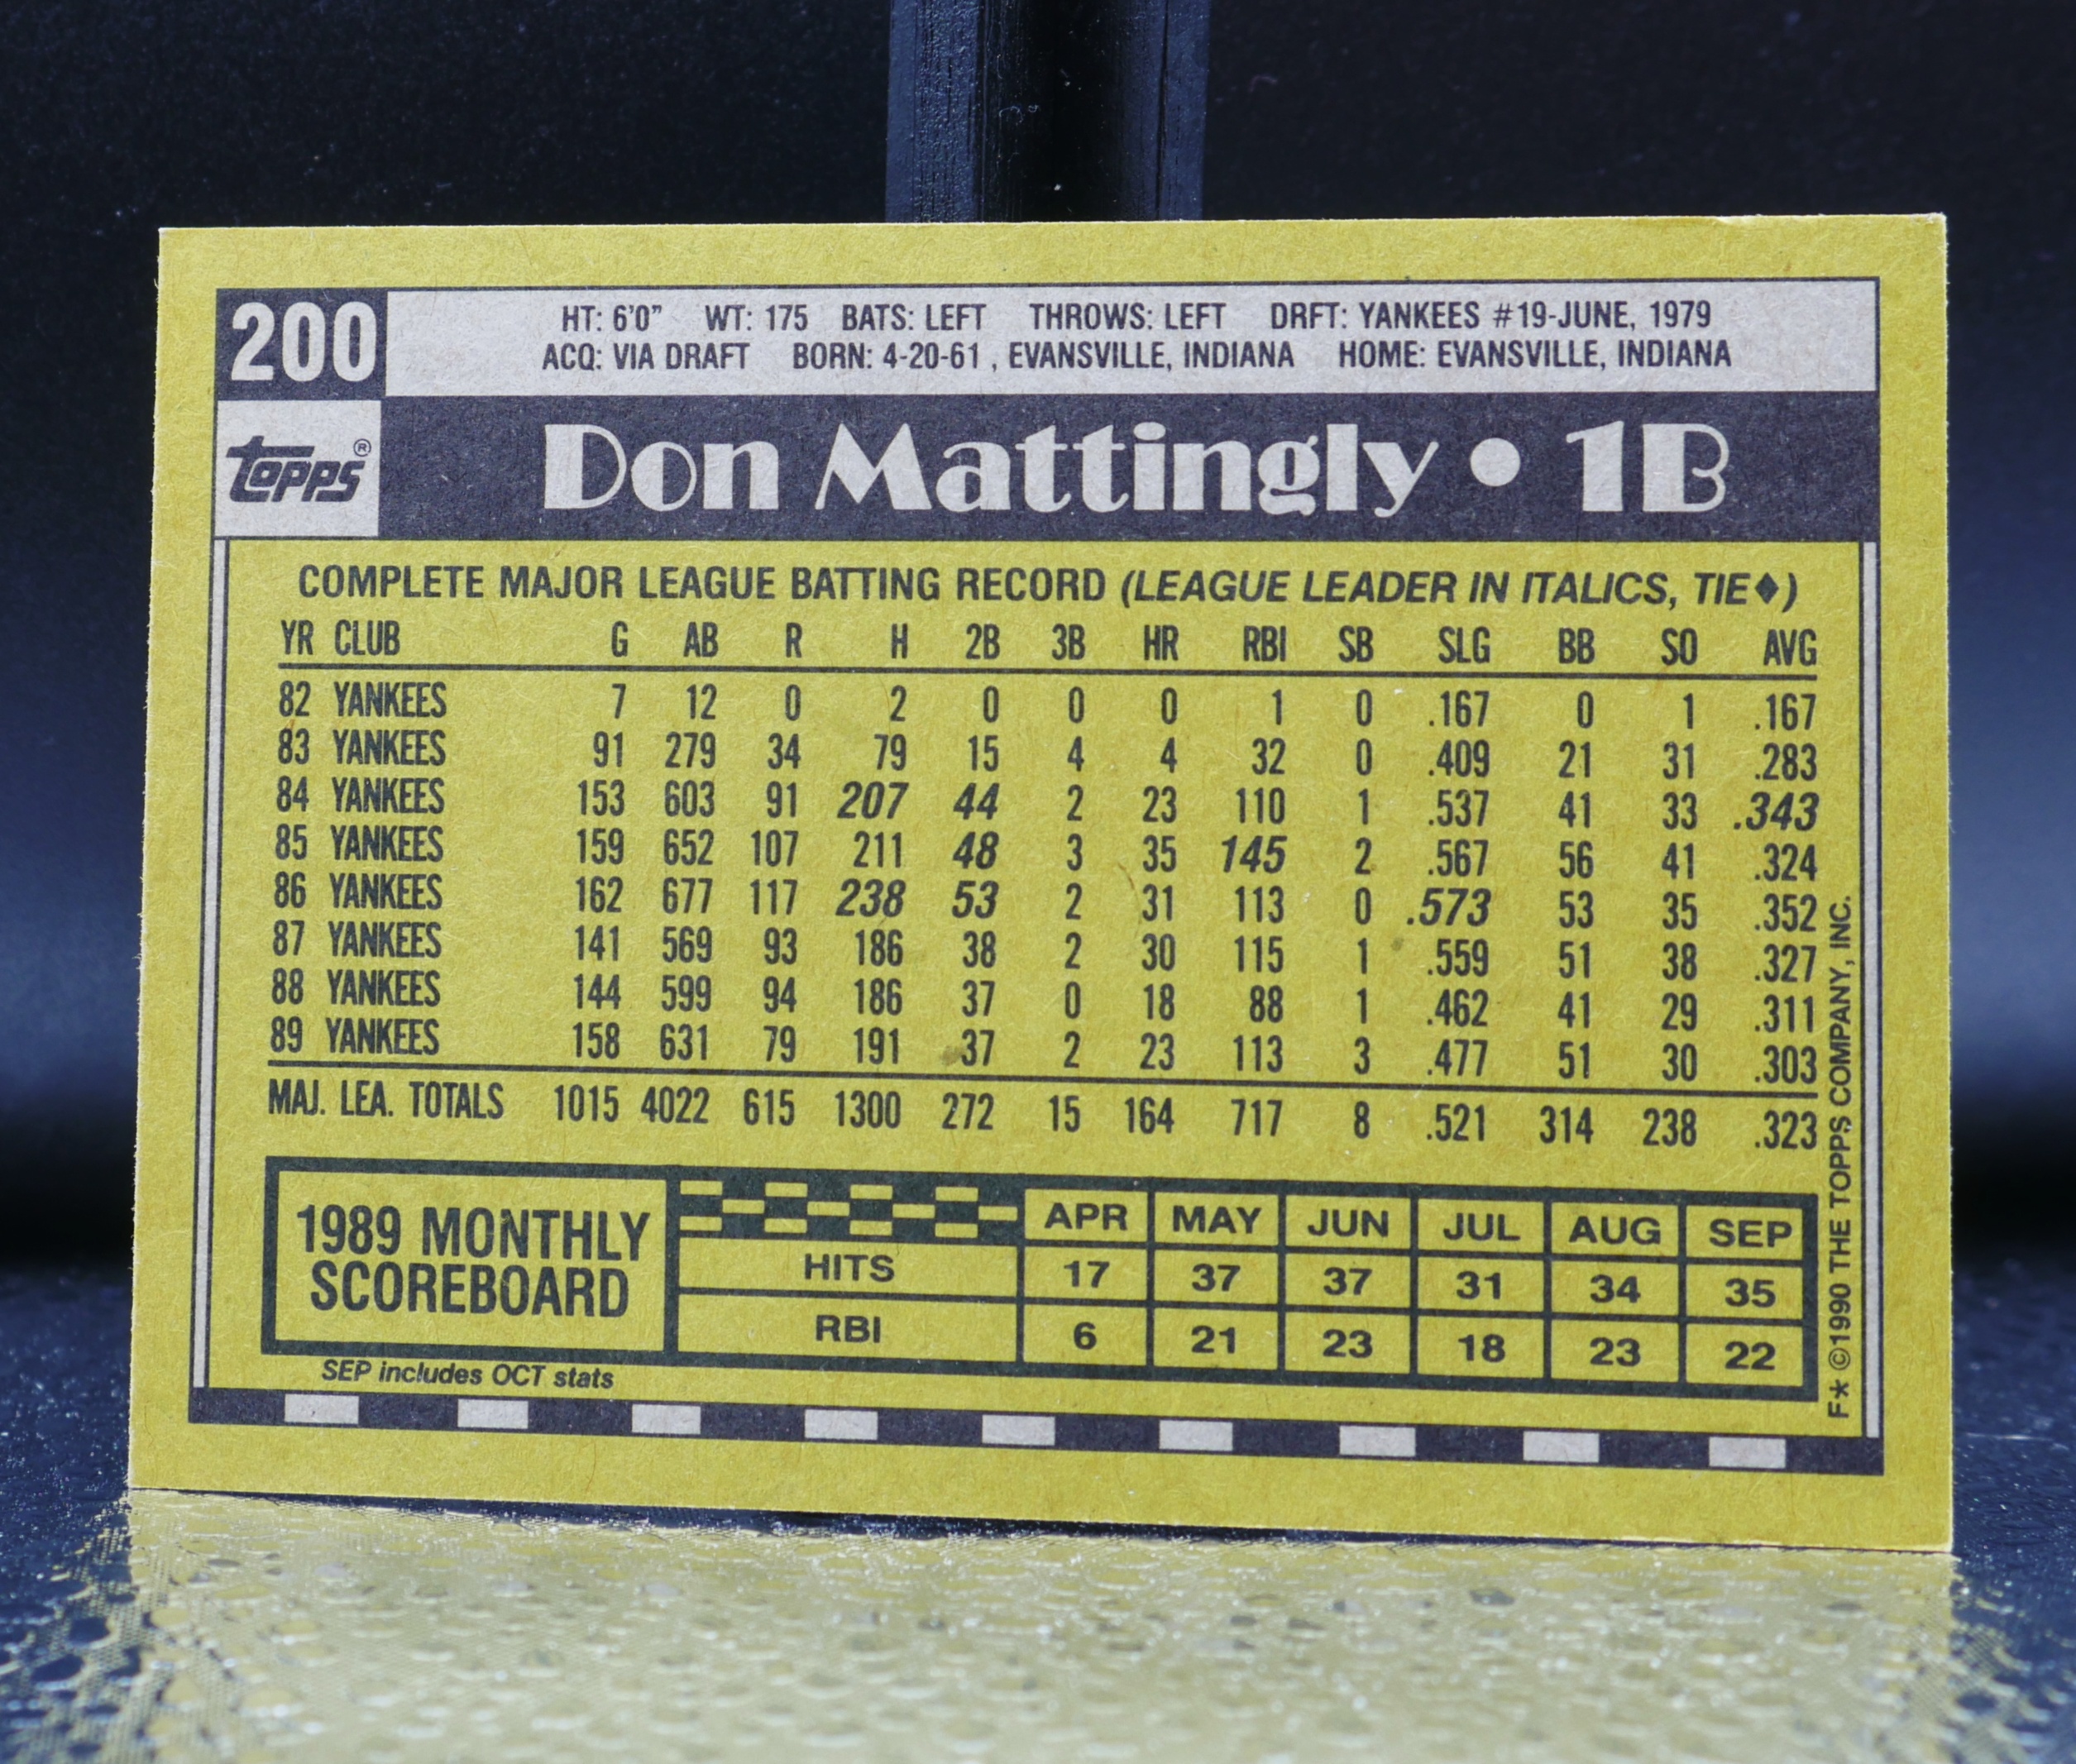 200
HT: 6'0" WT: 175 BATS: LEFT THROWS: LEFT DRFT: YANKEES #19-JUNE, 1979
ACQ: VIA DRAFT BORN: 4-20-61 , EVANSVILLE, INDIANA HOME: EVANSVILLE, INDIANA
topps®
Don Mattingly • 1B
COMPLETE MAJOR LEAGUE BATTING RECORD (LEAGUE LEADER IN ITALICS, TIE♦)
YR CLUB G AB R H 2B 3B HR RBI SB SLG BB SO AVG
82 YANKEES 7 12 0 2 0 0 0 1 0 .167 0 1 .167
83 YANKEES 91 279 34 79 15 4 4 32 0 .409 21 31 .283
84 YANKEES 153 603 91 207 44 2 23 110 1 .537 41 33 .343
85 YANKEES 159 652 107 211 48 3 35 145 2 .567 56 41 .324
86 YANKEES 162 677 117 238 53 2 31 113 0 .573 53 35 .352
87 YANKEES 141 569 93 186 38 2 30 115 1 .559 51 38 .327
88 YANKEES 144 599 94 186 37 0 18 88 1 .462 41 29 .311
89 YANKEES 158 631 79 191 37 2 23 113 3 .477 51 30 .303
MAJ. LEA. TOTALS 1015 4022 615 1300 272 15 164 717 8 .521 314 238 .323
1989 MONTHLY
SCOREBOARD
APR MAY JUN JUL AUG SEP
HITS 17 37 37 31 34 35
RBI 6 21 23 18 23 22
SEP includes OCT stats
F* ©1990 THE TOPPS COMPANY, INC.